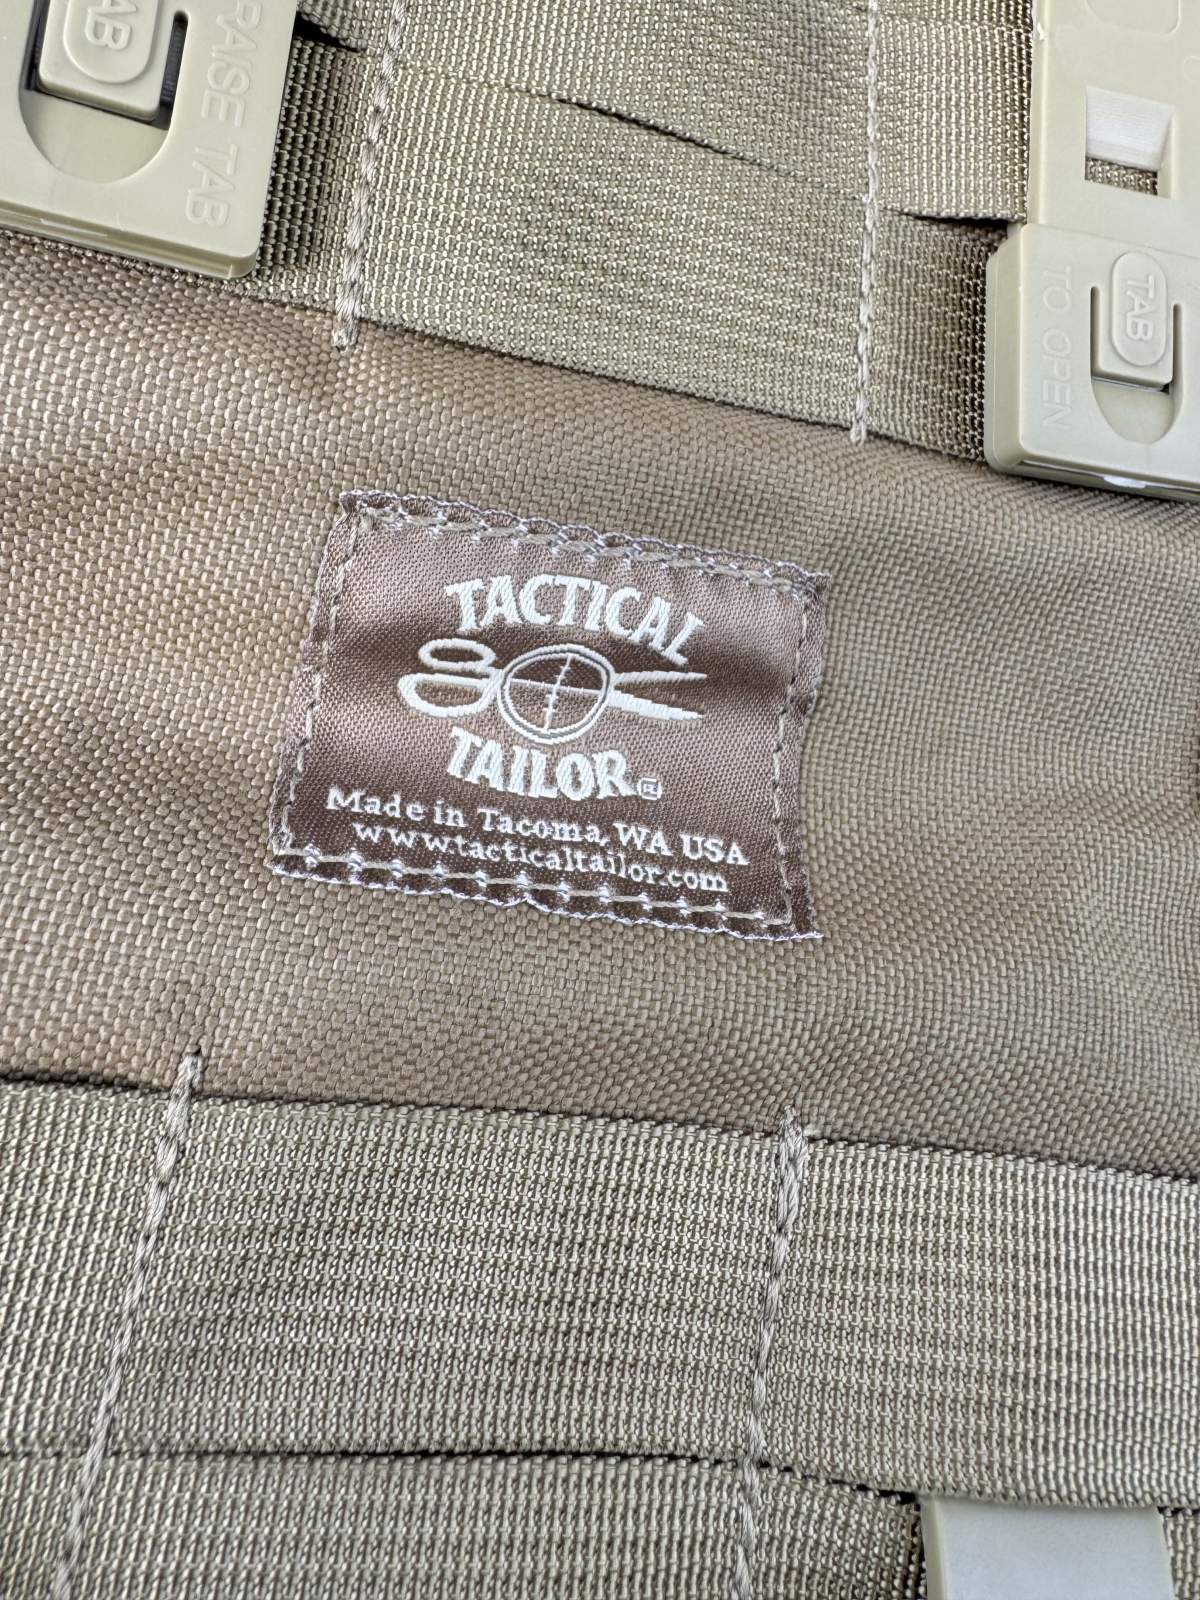 TAB
RAISE TAB
TAB
TO OPEN
TACTICAL
TAILOR®
Made in Tacoma, WA USA
www.tacticaltailor.com